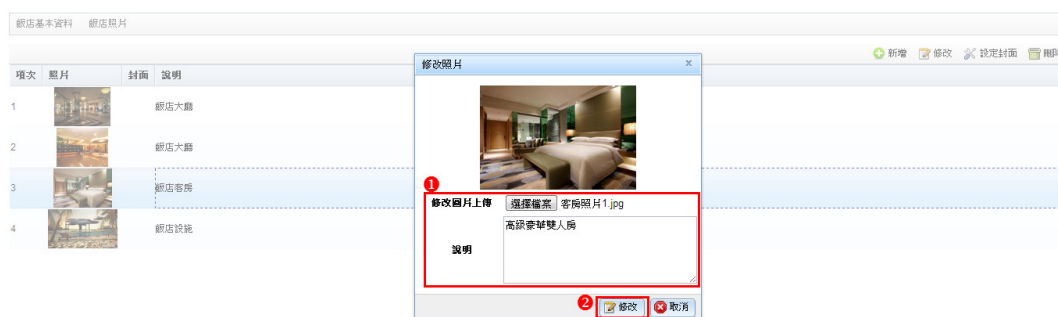 飯店基本資料 飯店照片
新增 修改 設定封面
項次 照片 封面 說明
1 飯店大廳
2 飯店大廳
3 飯店客房
4 飯店設施
修改照片 x
1
修改圖片上傳 選擇檔案 客房照片1.jpg
說明 高級豪華雙人房
2 修改 取消